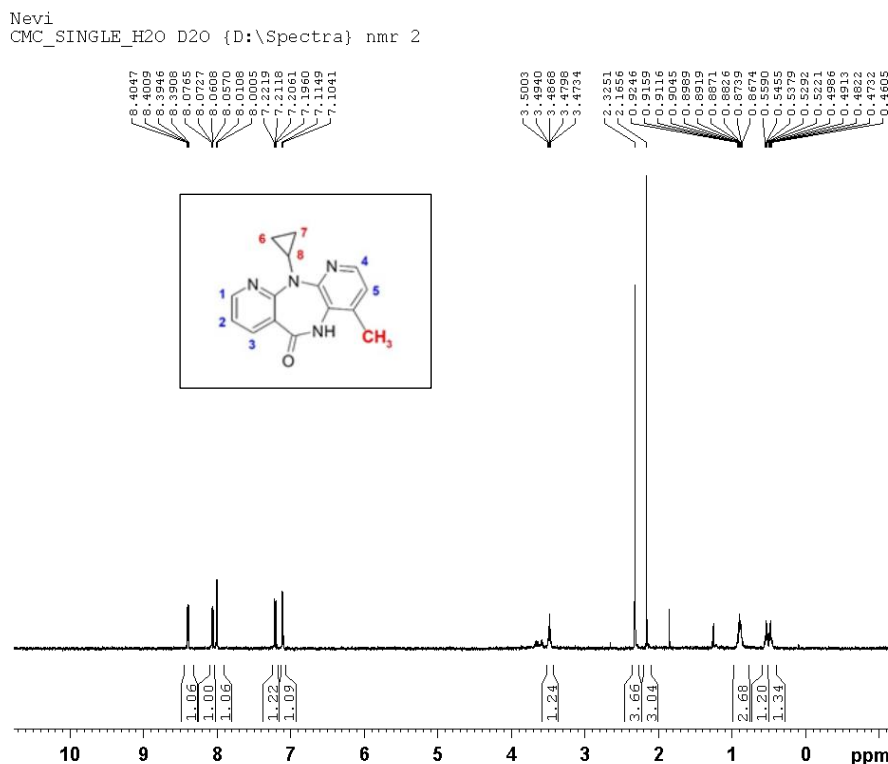 Nevi
CMC_SINGLE_H2O D2O {D:\Spectra} nmr 2
8.4047 8.4009 8.3946 8.3908 8.0765 8.0727 8.0608 8.0570 8.0108 8.0005 7.2219 7.2118 7.2061 7.1960 7.1149 7.1041 3.5003 3.4940 3.4868 3.4798 3.4734 2.3251 2.1656 0.9246 0.9159 0.9116 0.9045 0.8989 0.8919 0.8871 0.8826 0.8739 0.8674 0.5590 0.5455 0.5379 0.5292 0.5221 0.4986 0.4913 0.4822 0.4732 0.4605
6 7
8
N 4
1 N N 5
2 3 NH CH3
O
1.06 1.00 1.06 1.22 1.09 1.24 3.66 3.04 2.68 1.20 1.34
10 9 8 7 6 5 4 3 2 1 0 ppm